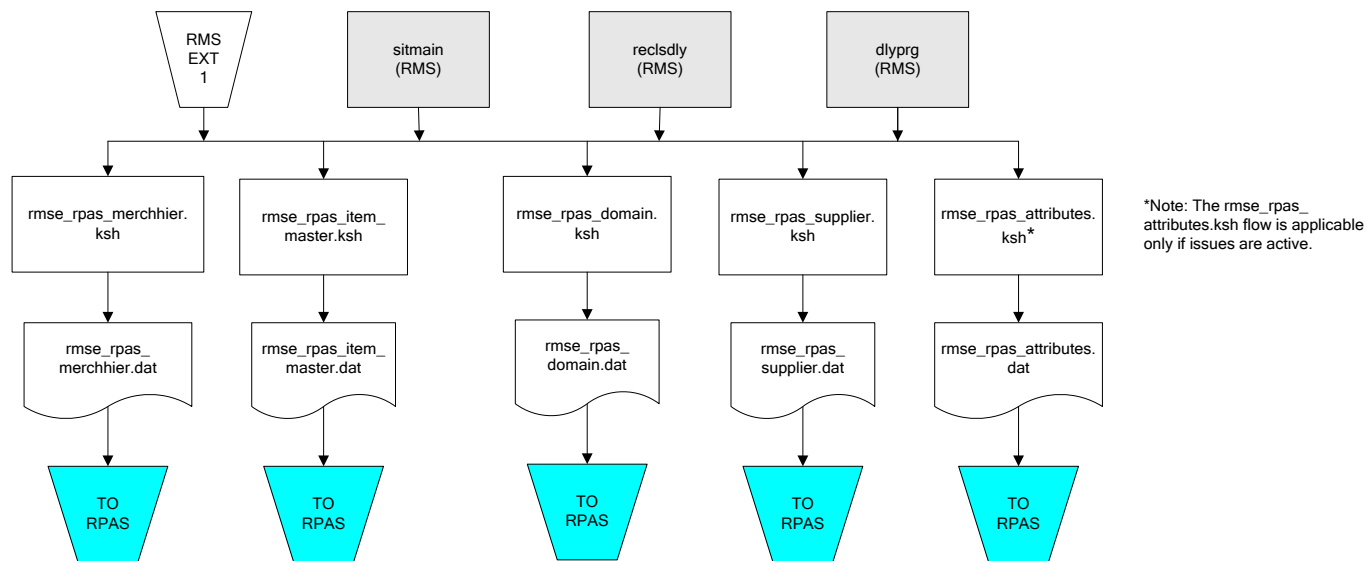 RMS
EXT
1
sitmain
(RMS)
reclsdly
(RMS)
dlyprg
(RMS)
rmse_rpas_merchhier.
ksh
rmse_rpas_item_
master.ksh
rmse_rpas_domain.
ksh
rmse_rpas_supplier.
ksh
rmse_rpas_attributes.
ksh*
*Note: The rmse_rpas_
attributes.ksh flow is applicable
only if issues are active.
rmse_rpas_
merchhier.dat
rmse_rpas_item_
master.dat
rmse_rpas_
domain.dat
rmse_rpas_
supplier.dat
rmse_rpas_attributes.
dat
TO
RPAS
TO
RPAS
TO
RPAS
TO
RPAS
TO
RPAS